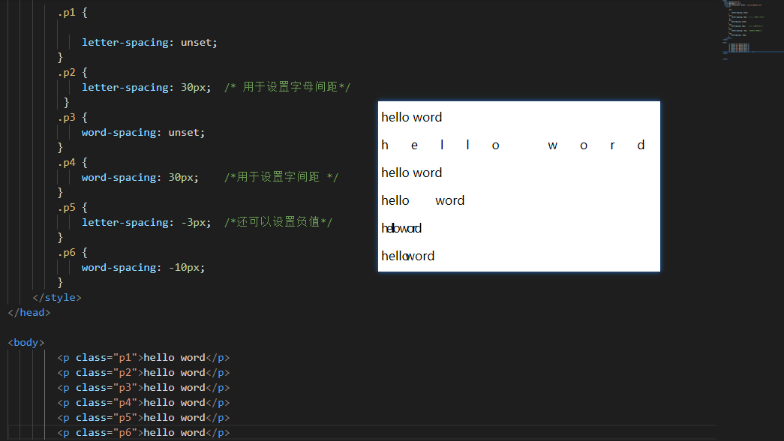 .p1 {
letter-spacing: unset;
}
.p2 {
letter-spacing: 30px; /* 用于设置字母间距*/
}
.p3 {
word-spacing: unset;
}
.p4 {
word-spacing: 30px; /*用于设置字间距 */
}
.p5 {
letter-spacing: -3px; /*还可以设置负值*/
}
.p6 {
word-spacing: -10px;
}
</style>
</head>
<body>
<p class="p1">hello word</p>
<p class="p2">hello word</p>
<p class="p3">hello word</p>
<p class="p4">hello word</p>
<p class="p5">hello word</p>
<p class="p6">hello word</p>
hello word
h e l l o w o r d
hello word
hello word
hello word
hello word